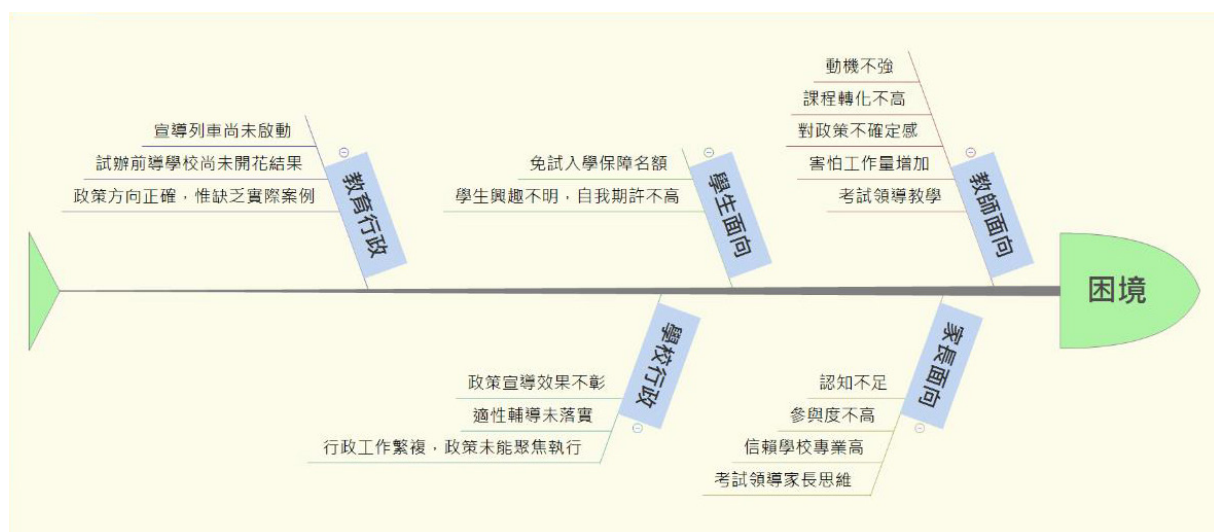 動機不強
課程轉化不高
對政策不確定感
害怕工作量增加
考試領導教學
教師面向
免試入學保障名額
學生興趣不明，自我期許不高
學生面向
宣導列車尚未啟動
試辦前導學校尚未開花結果
政策方向正確，惟缺乏實際案例
教育行政
困境
認知不足
參與度不高
信賴學校專業高
考試領導家長思維
家長面向
政策宣導效果不彰
適性輔導未落實
行政工作繁複，政策未能聚焦執行
學校行政